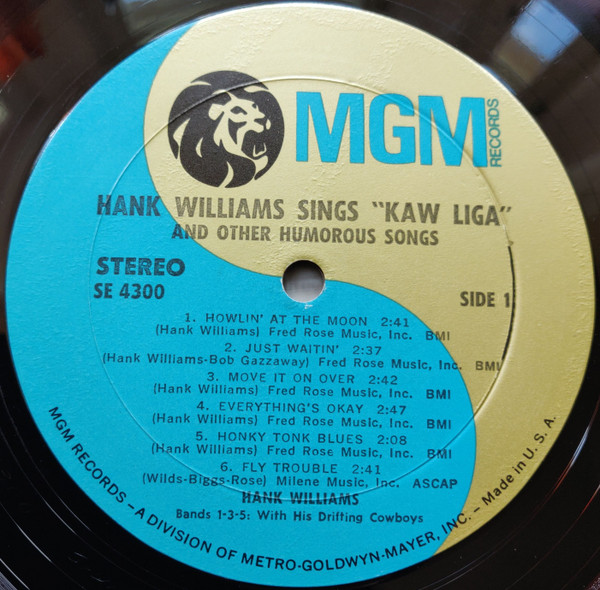 MGM
RECORDS
HANK WILLIAMS SINGS "KAW LIGA"
AND OTHER HUMOROUS SONGS
STEREO
SE 4300
SIDE 1
1. HOWLIN' AT THE MOON 2:41
(Hank Williams) Fred Rose Music, Inc. BMI
2. JUST WAITIN' 2:37
(Hank Williams-Bob Gazzaway) Fred Rose Music, Inc. BMI
3. MOVE IT ON OVER 2:42
(Hank Williams) Fred Rose Music, Inc. BMI
4. EVERYTHING'S OKAY 2:47
(Hank Williams) Fred Rose Music, Inc. BMI
5. HONKY TONK BLUES 2:08
(Hank Williams) Fred Rose Music, Inc. BMI
6. FLY TROUBLE 2:41
(Wilds-Biggs-Rose) Milene Music, Inc. ASCAP
HANK WILLIAMS
Bands 1-3-5: With His Drifting Cowboys
MGM RECORDS – A DIVISION OF METRO-GOLDWYN-MAYER, INC. – Made in U. S. A.